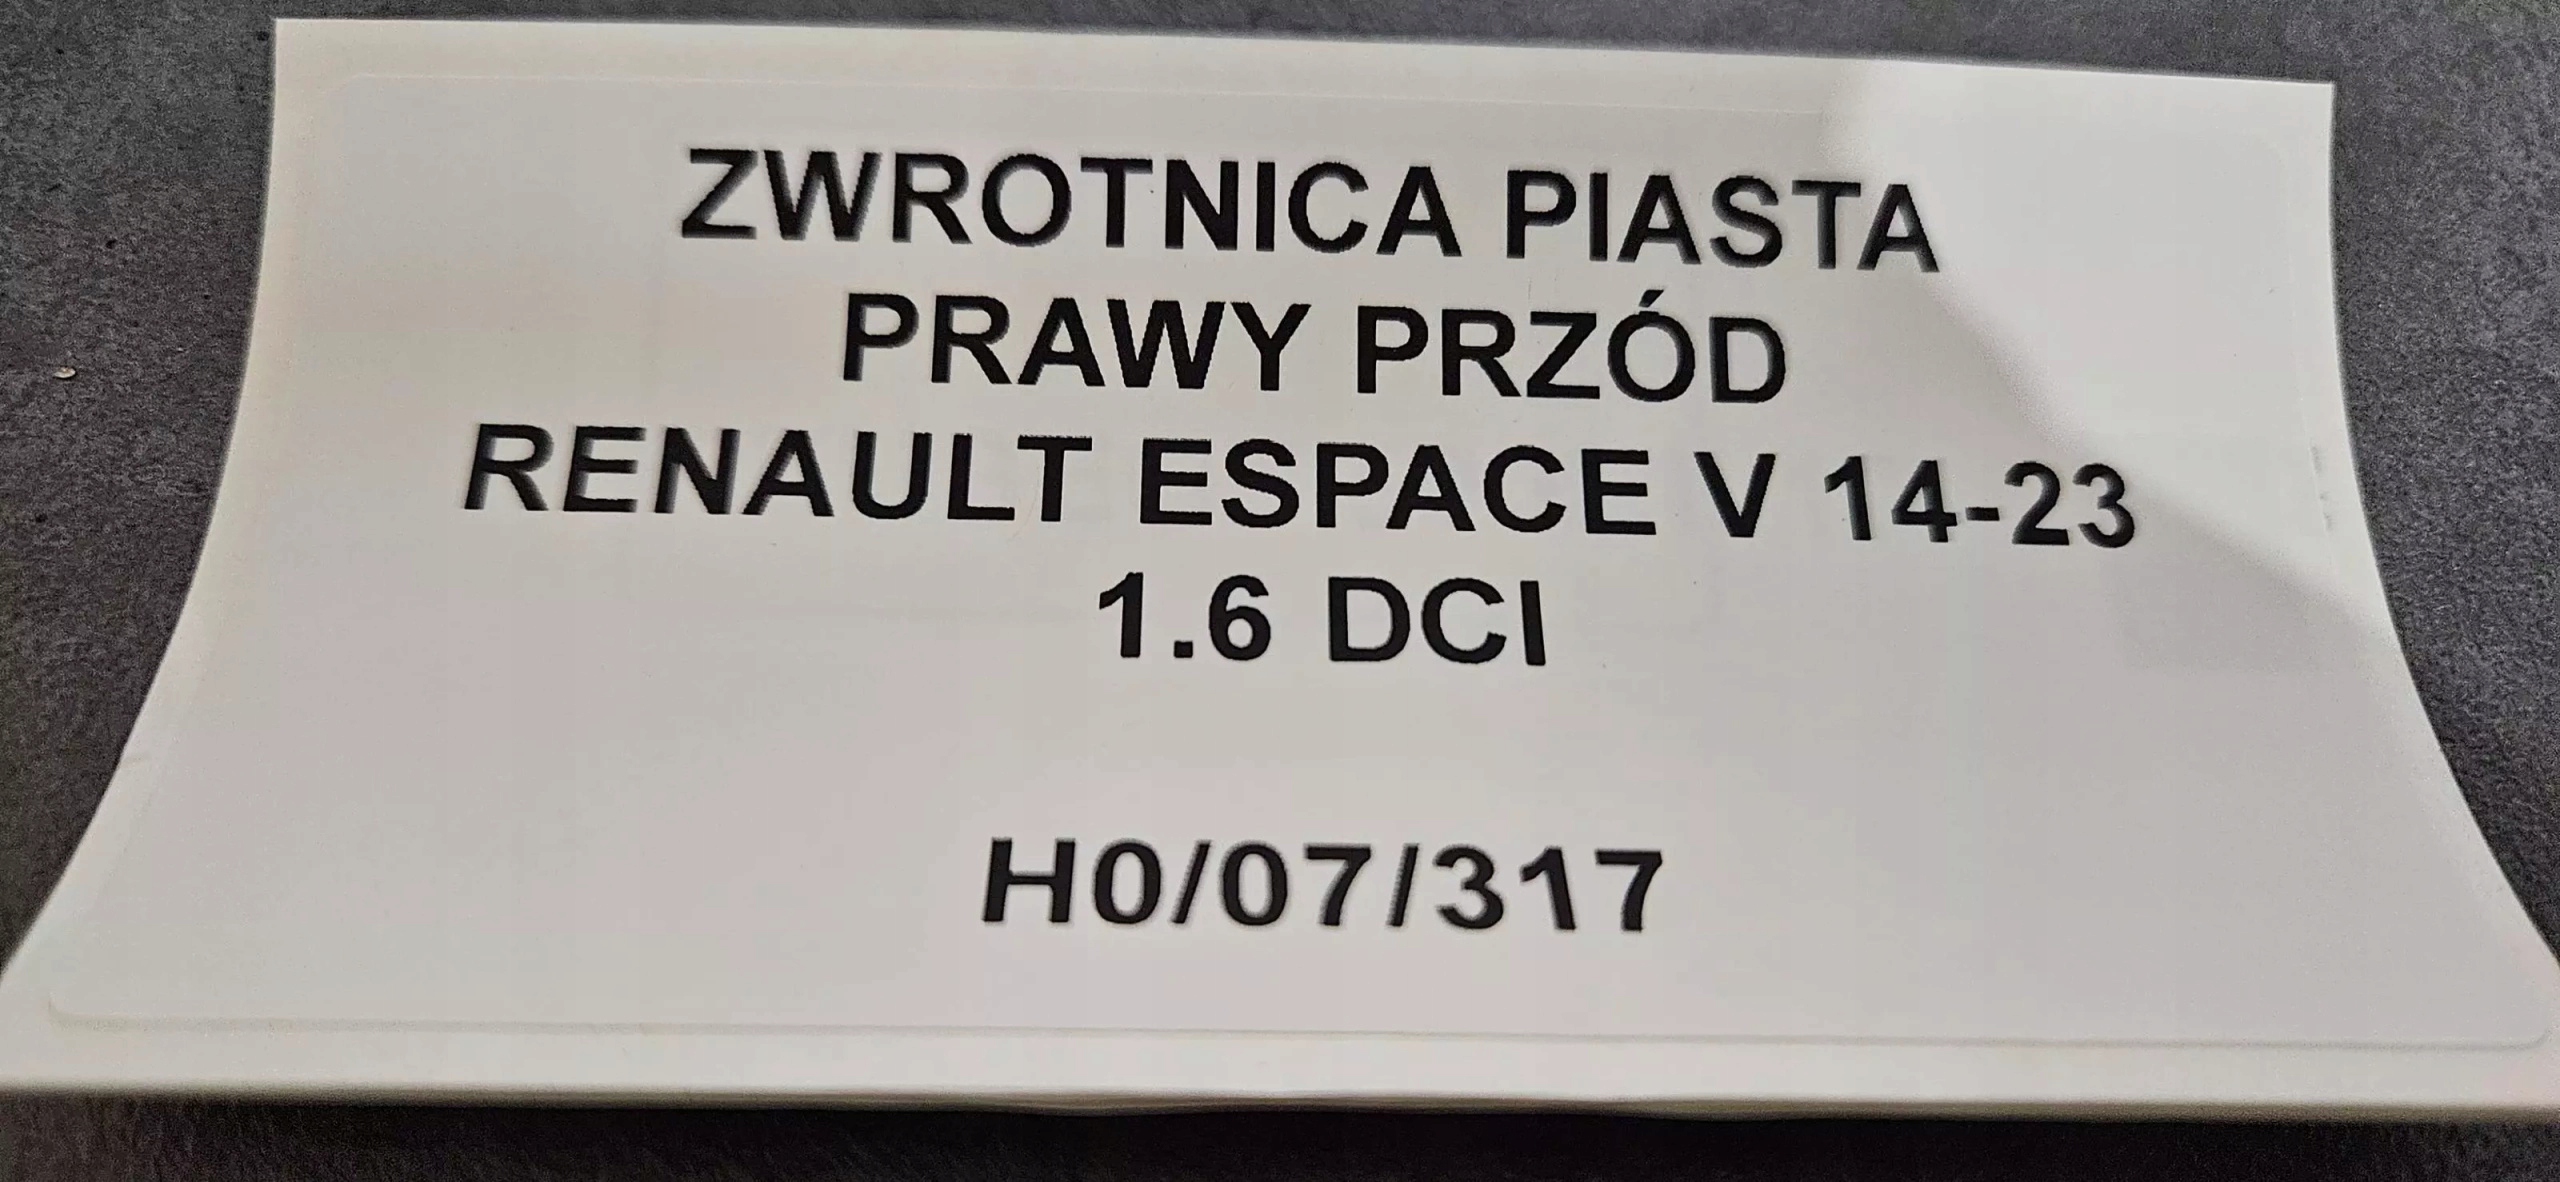 ZWROTNICA PIASTA
PRAWY PRZÓD
RENAULT ESPACE V 14-23
1.6 DCI
H0/07/317